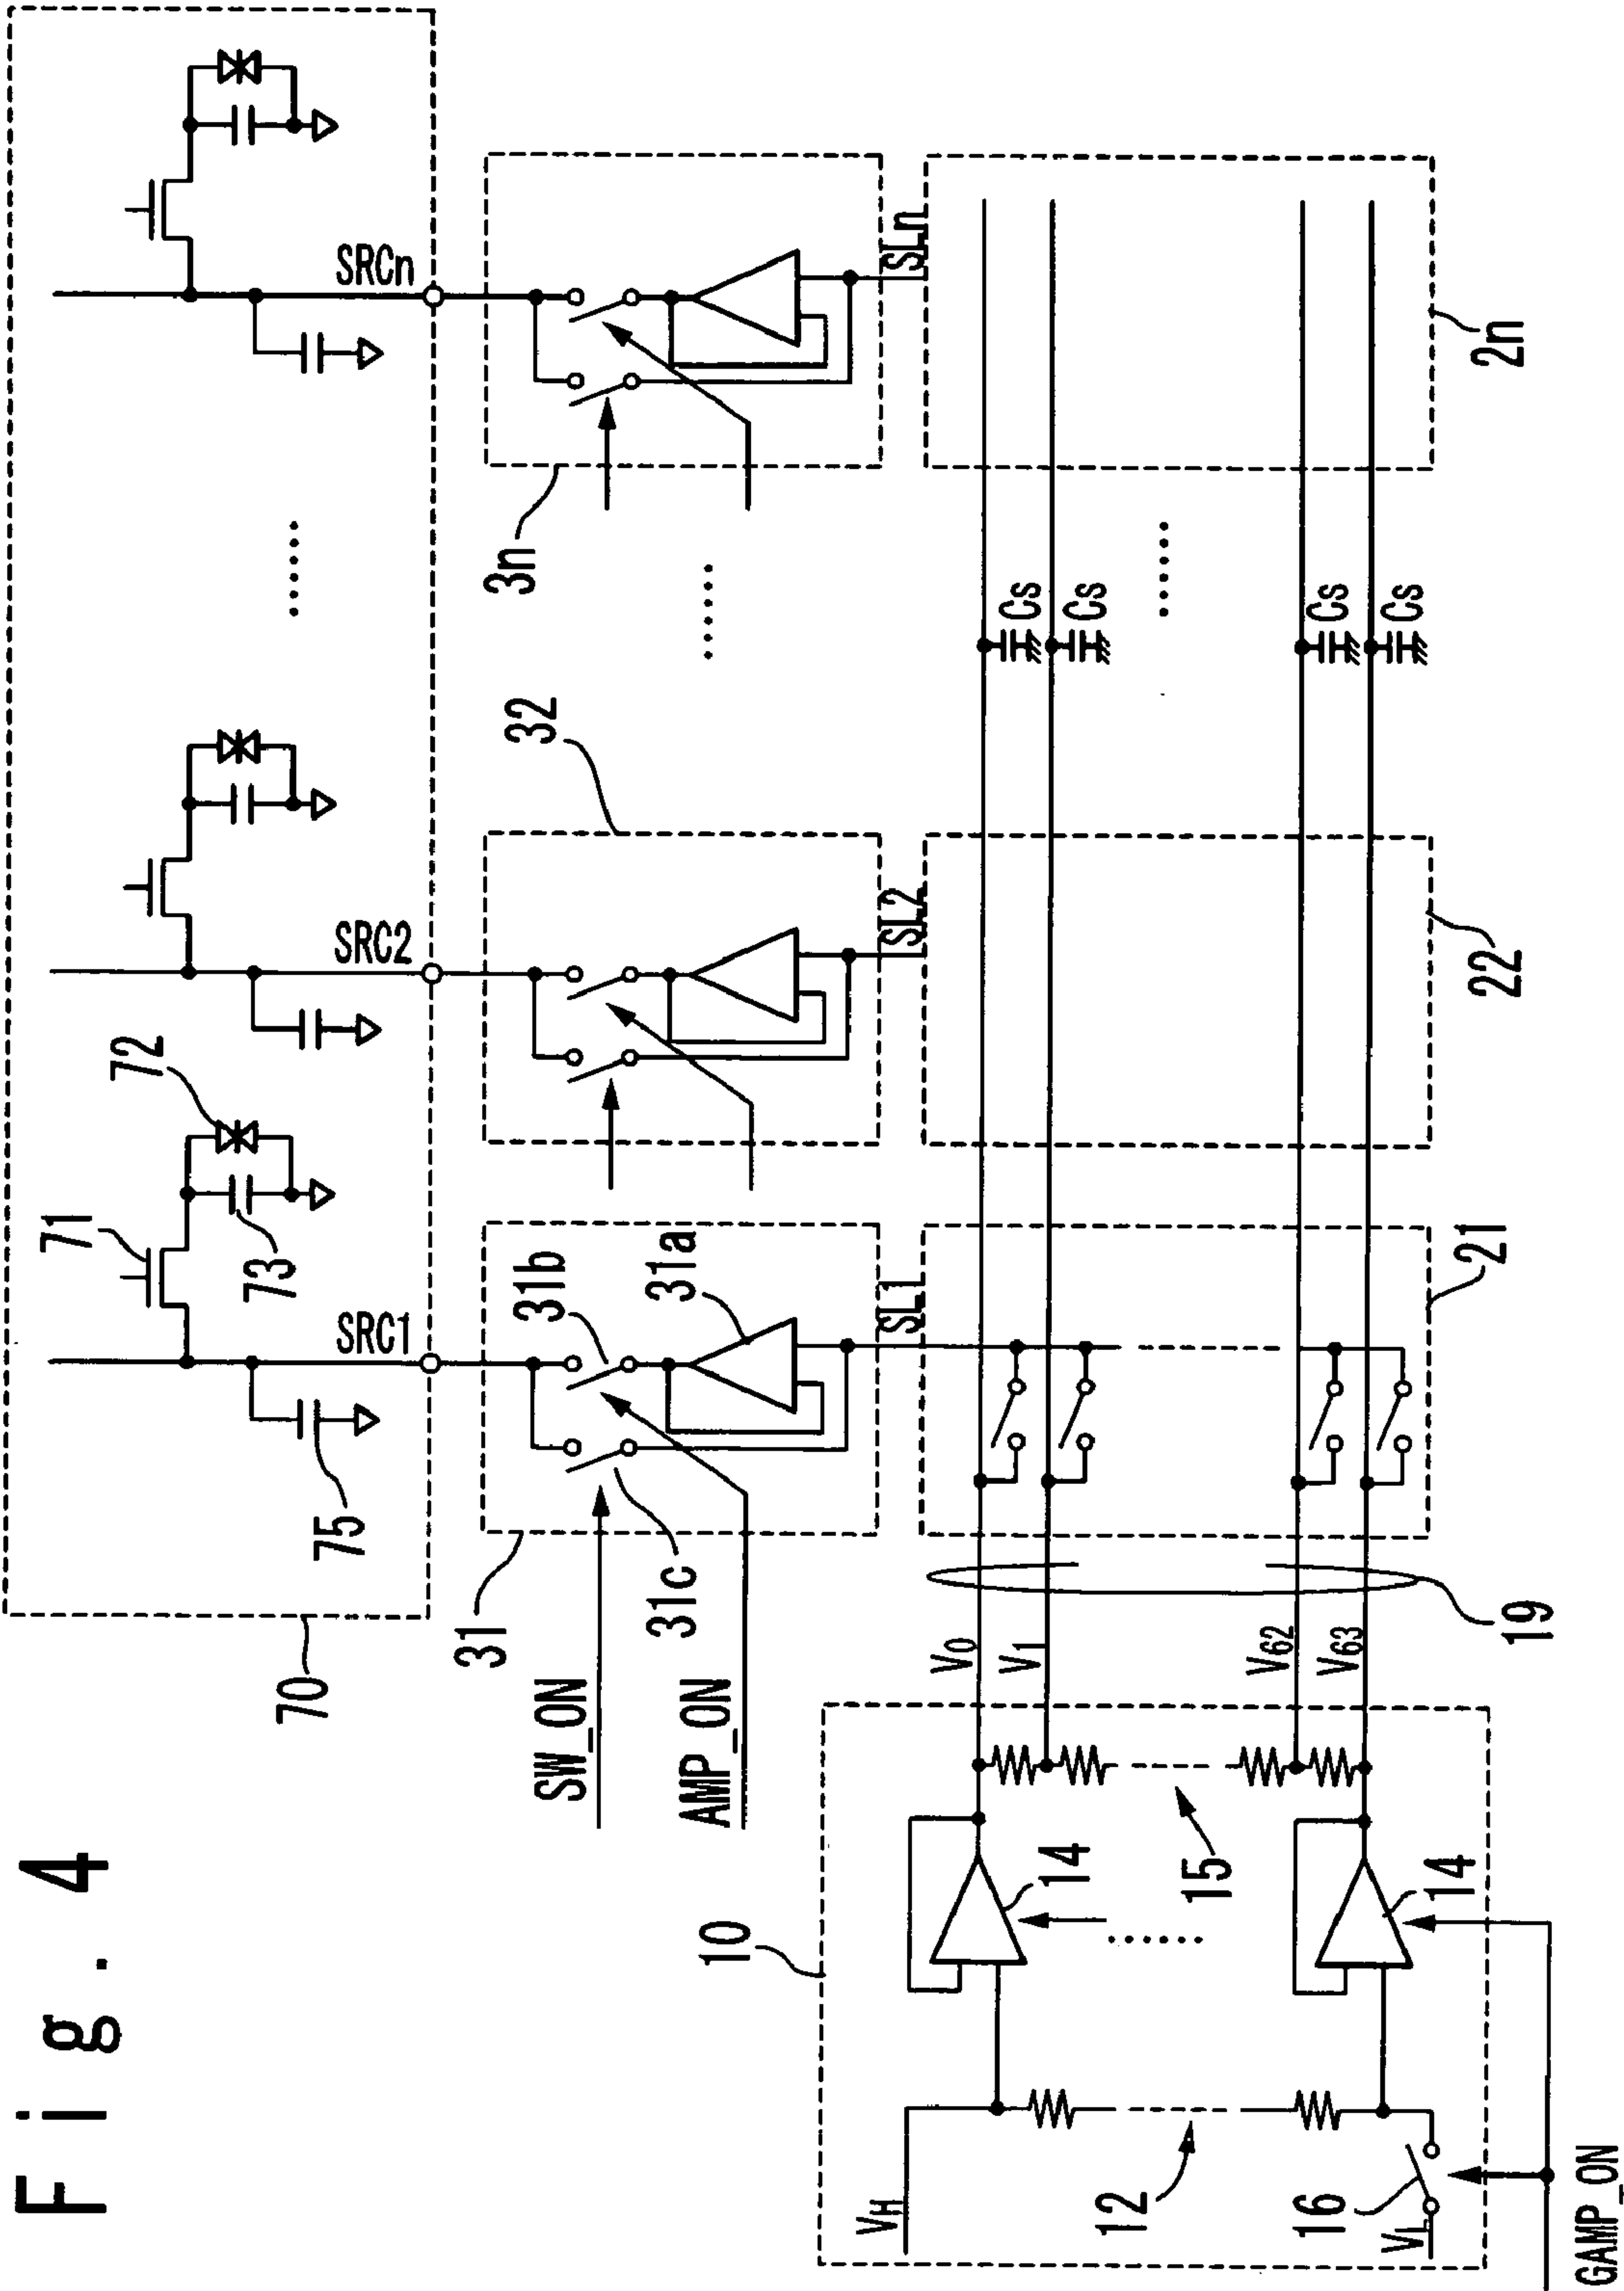 Fig. 4
70
71
72
73
75
SRC1
SRC2
SRCn
31
31b
31a
31c
32
3n
......
......
SW_ON
AMP_ON
SL1
SL2
SLn
10
VH
VL
12
16
14
14
......
15
GAMP_ON
V0
V1
V62
V63
19
21
22
2n
Cs
Cs
......
Cs
Cs